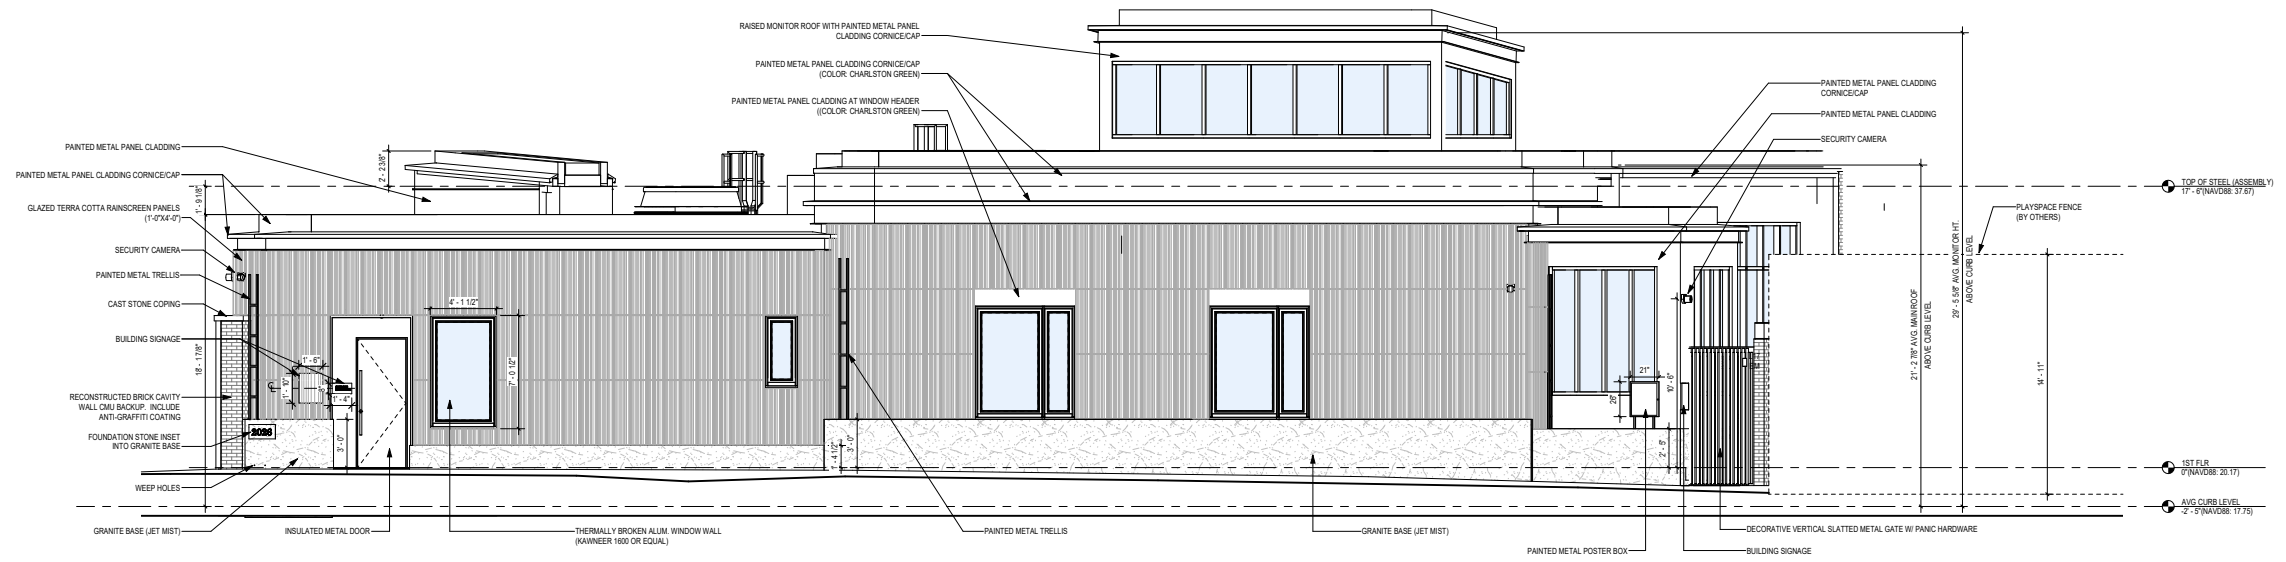 RAISED MONITOR ROOF WITH PAINTED METAL PANEL
CLADDING CORNICE/CAP
PAINTED METAL PANEL CLADDING CORNICE/CAP
(COLOR: CHARLSTON GREEN)
PAINTED METAL PANEL CLADDING AT WINDOW HEADER
((COLOR: CHARLSTON GREEN)
PAINTED METAL PANEL CLADDING
PAINTED METAL PANEL CLADDING CORNICE/CAP
GLAZED TERRA COTTA RAINSCREEN PANELS
(1'-0"X4'-0")
SECURITY CAMERA
PAINTED METAL TRELLIS
CAST STONE COPING
BUILDING SIGNAGE
RECONSTRUCTED BRICK CAVITY
WALL CMU BACKUP. INCLUDE
ANTI-GRAFFITI COATING
FOUNDATION STONE INSET
INTO GRANITE BASE
WEEP HOLES
GRANITE BASE (JET MIST)
INSULATED METAL DOOR
THERMALLY BROKEN ALUM. WINDOW WALL
(KAWNEER 1600 OR EQUAL)
PAINTED METAL TRELLIS
GRANITE BASE (JET MIST)
PAINTED METAL POSTER BOX
BUILDING SIGNAGE
DECORATIVE VERTICAL SLATTED METAL GATE W/ PANIC HARDWARE
PAINTED METAL PANEL CLADDING
CORNICE/CAP
PAINTED METAL PANEL CLADDING
SECURITY CAMERA
PLAYSPACE FENCE
(BY OTHERS)
TOP OF STEEL (ASSEMBLY)
17' - 6"(NAVD88: 37.67)
1ST FLR
0"(NAVD88: 20.17)
AVG CURB LEVEL
-2' - 5"(NAVD88: 17.75)
2' - 2 3/8"
1' - 9 1/8"
18' - 1 7/8"
1' - 6"
1' - 10"
8"
1' - 4"
2026
3' - 0"
4' - 1 1/2"
7' - 0 1/2"
1' - 4 1/2"
3' - 0"
21"
26"
10' - 6"
2' - 5"
21' - 2 7/8" AVG. MAIN ROOF
ABOVE CURB LEVEL
29' - 5 5/8" AVG. MONITOR HT.
ABOVE CURB LEVEL
14' - 11"